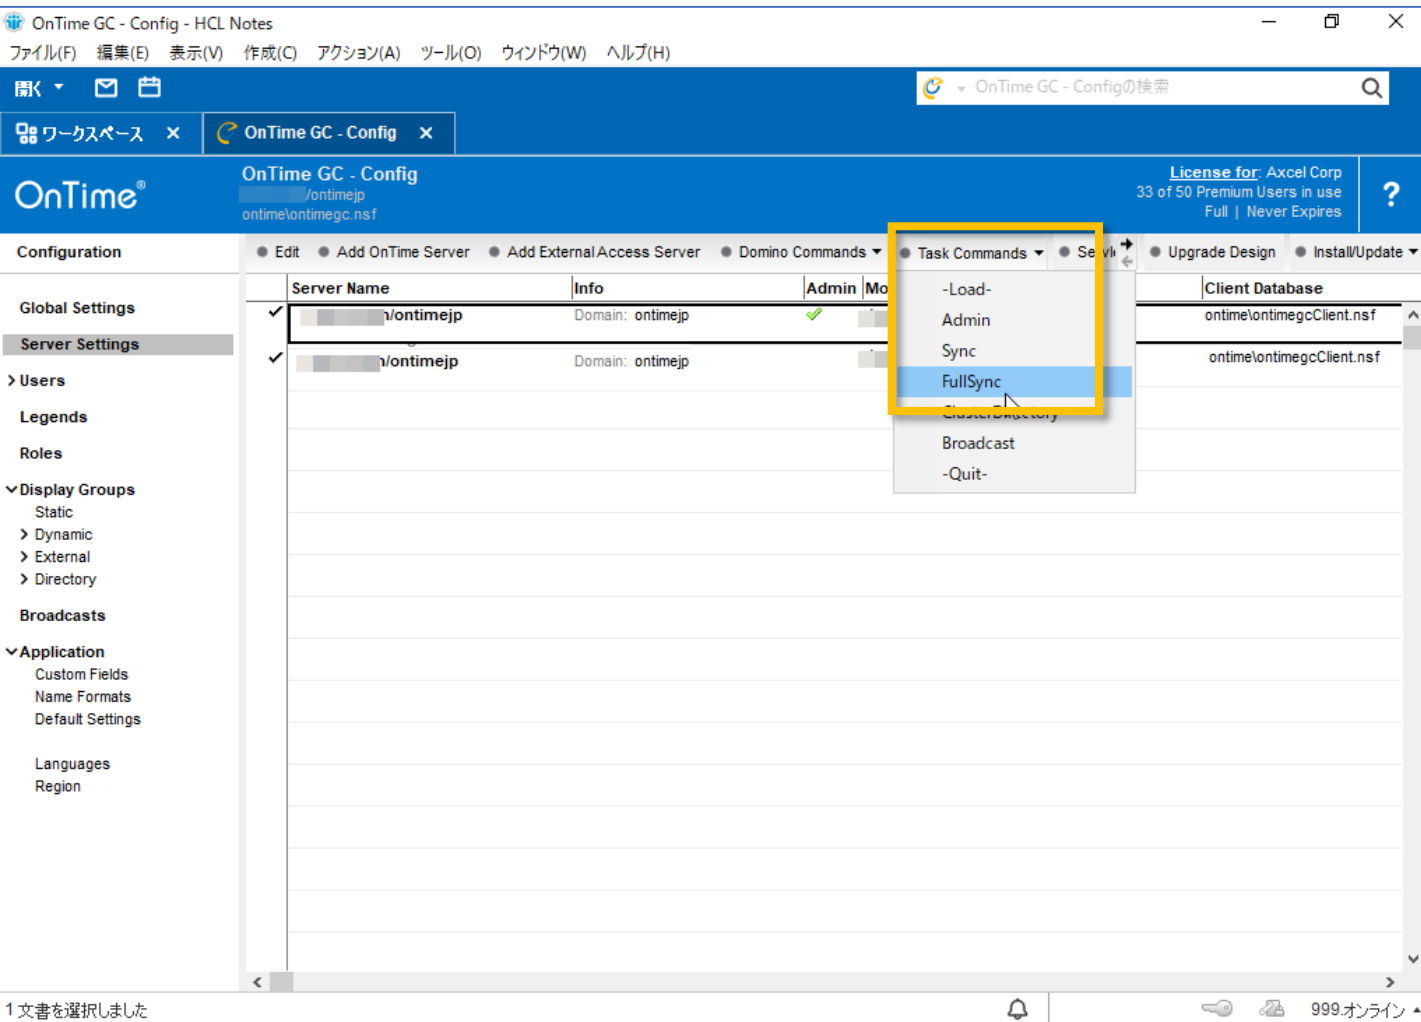 OnTime GC - Config - HCL Notes
ファイル(F) 編集(E) 表示(V) 作成(C) アクション(A) ツール(O) ウィンドウ(W) ヘルプ(H)
開く OnTime GC - Configの検索
ワークスペース OnTime GC - Config
OnTime®
OnTime GC - Config
/ontimejp
ontime\ontimegc.nsf
License for: Axcel Corp
33 of 50 Premium Users in use
Full | Never Expires
?
Configuration
Edit Add OnTime Server Add External Access Server Domino Commands Task Commands Upgrade Design Install/Update
Server Name Info Admin Client Database
/ontimejp Domain: ontimejp ontime\ontimegcClient.nsf
/ontimejp Domain: ontimejp ontime\ontimegcClient.nsf
-Load-
Admin
Sync
FullSync
ClusterDirectory
Broadcast
-Quit-
Global Settings
Server Settings
Users
Legends
Roles
Display Groups
Static
Dynamic
External
Directory
Broadcasts
Application
Custom Fields
Name Formats
Default Settings
Languages
Region
1 文書を選択しました 999.オンライン